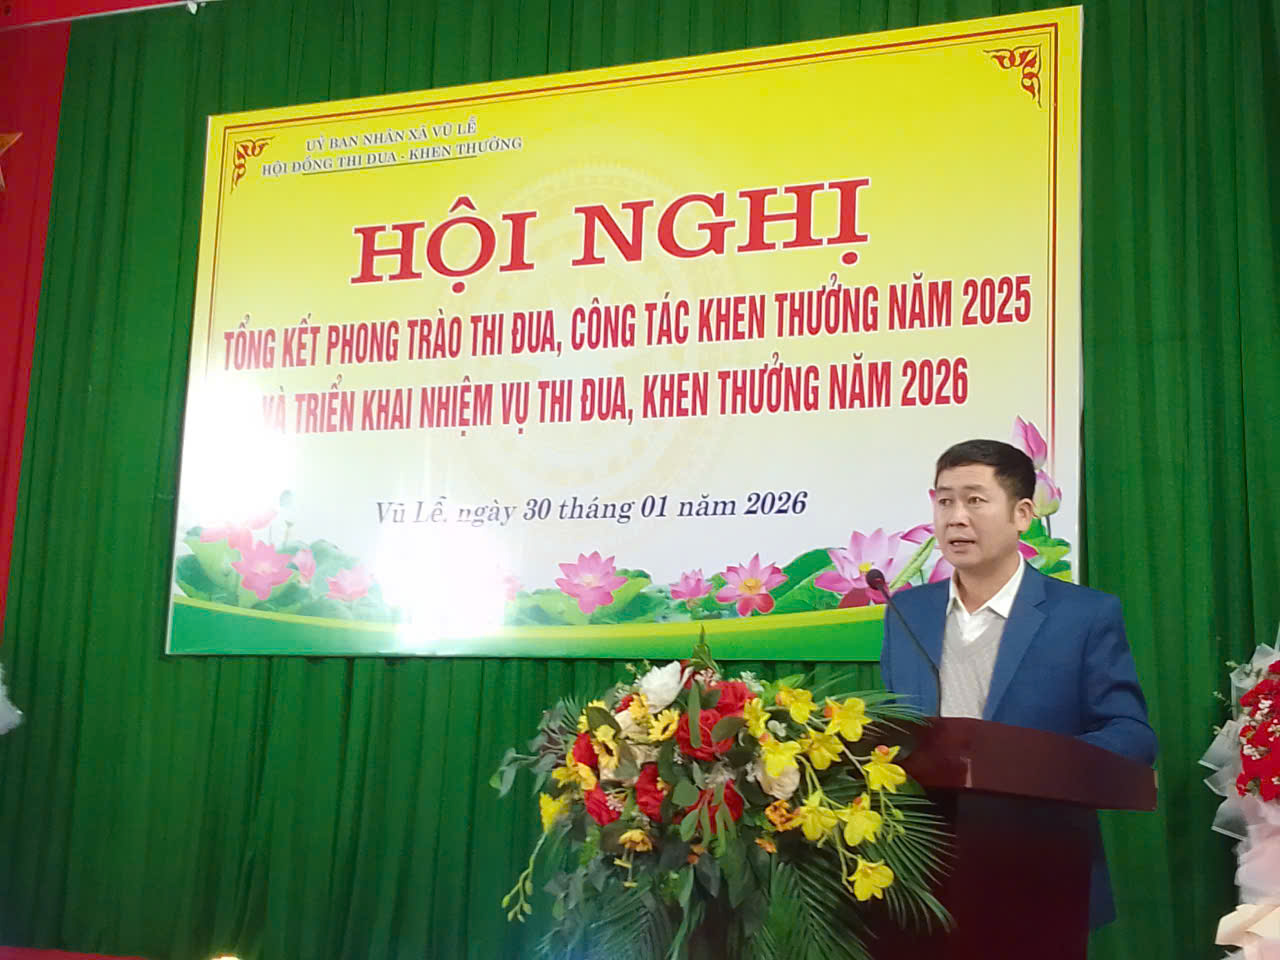 UỶ BAN NHÂN XÃ VŨ LỄ
HỘI ĐỒNG THI ĐUA - KHEN THƯỞNG
HỘI NGHỊ
TỔNG KẾT PHONG TRÀO THI ĐUA, CÔNG TÁC KHEN THƯỞNG NĂM 2025
VÀ TRIỂN KHAI NHIỆM VỤ THI ĐUA, KHEN THƯỞNG NĂM 2026
Vũ Lễ, ngày 30 tháng 01 năm 2026